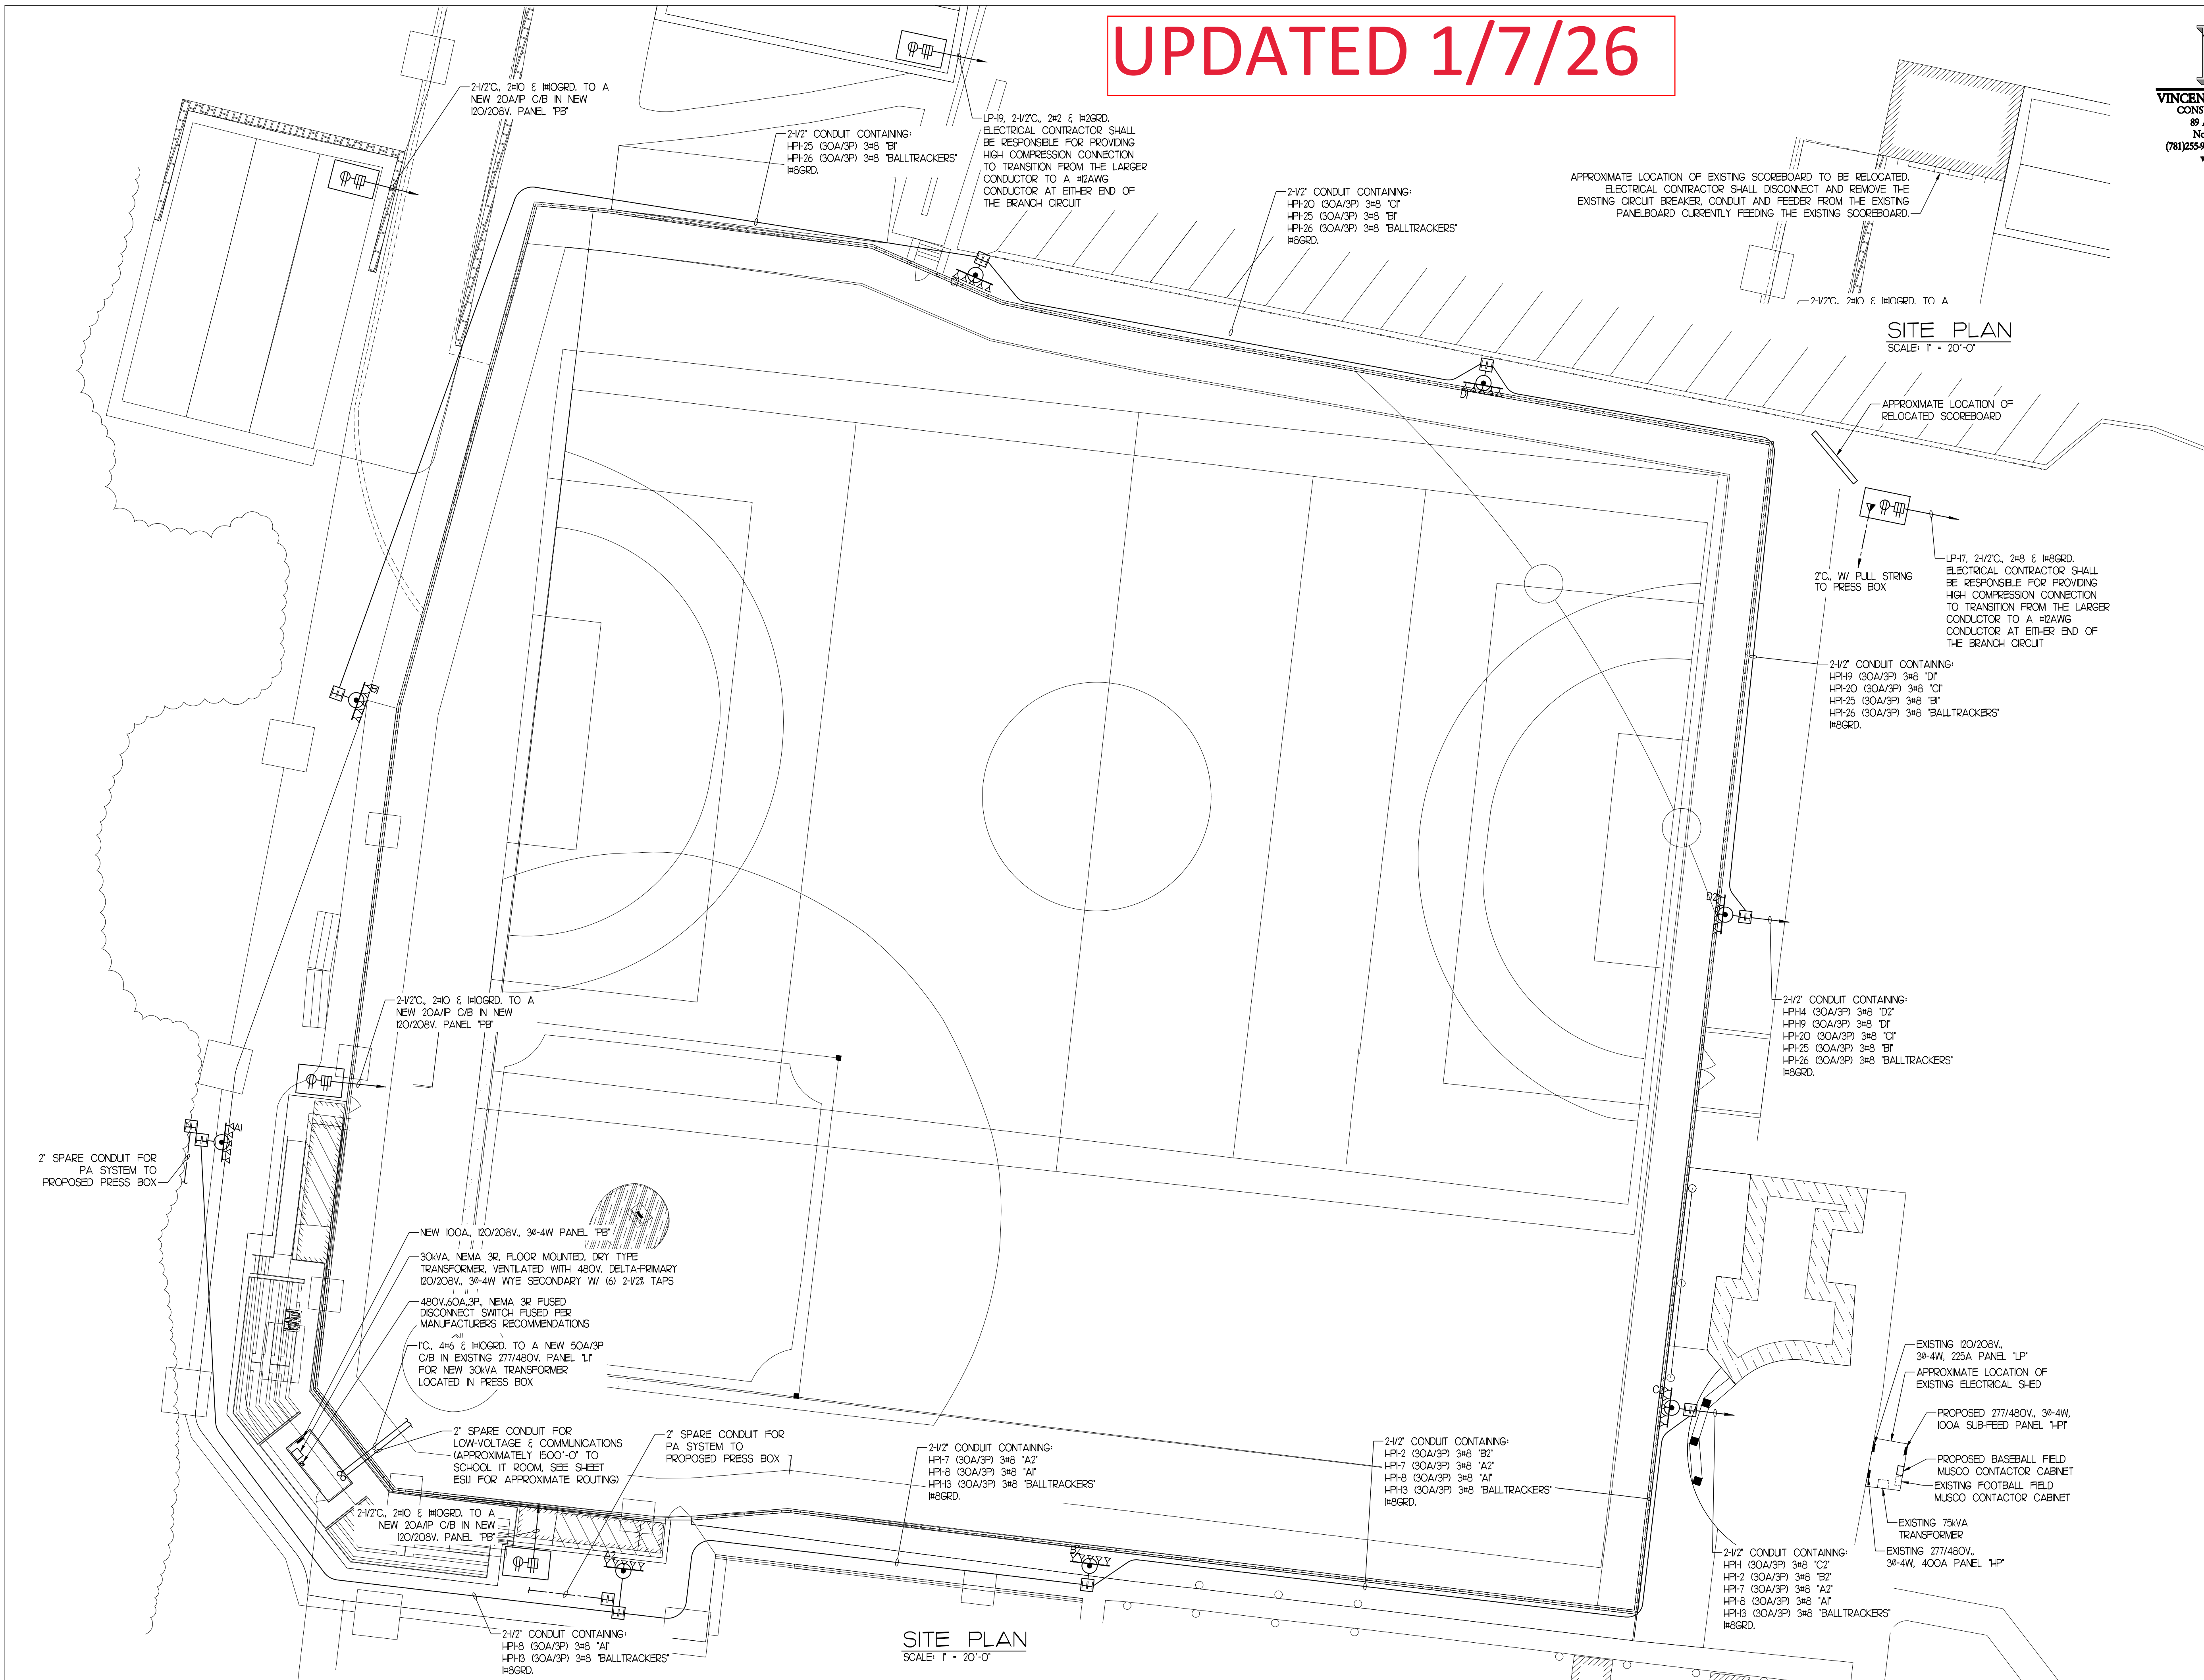 UPDATED 1/7/26
VINCEN
CONS
89
No
(781)255-9
2-1/2"C., 2#10 & 1#10GRD. TO A
NEW 20A/1P C/B IN NEW
120/208V. PANEL "PB"
2-1/2" CONDUIT CONTAINING:
HP1-25 (30A/3P) 3#8 "B1"
HP1-26 (30A/3P) 3#8 "BALLTRACKERS"
1#8GRD.
LP-19, 2-1/2"C., 2#2 & 1#2GRD.
ELECTRICAL CONTRACTOR SHALL
BE RESPONSIBLE FOR PROVIDING
HIGH COMPRESSION CONNECTION
TO TRANSITION FROM THE LARGER
CONDUCTOR TO A #12AWG
CONDUCTOR AT EITHER END OF
THE BRANCH CIRCUIT
2-1/2" CONDUIT CONTAINING:
HP1-20 (30A/3P) 3#8 "C1"
HP1-25 (30A/3P) 3#8 "B1"
HP1-26 (30A/3P) 3#8 "BALLTRACKERS"
1#8GRD.
APPROXIMATE LOCATION OF EXISTING SCOREBOARD TO BE RELOCATED.
ELECTRICAL CONTRACTOR SHALL DISCONNECT AND REMOVE THE
EXISTING CIRCUIT BREAKER, CONDUIT AND FEEDER FROM THE EXISTING
PANELBOARD CURRENTLY FEEDING THE EXISTING SCOREBOARD.
2-1/2"C., 2#10 & 1#10GRD. TO A
SITE PLAN
SCALE: 1" = 20'-0"
C1
D1
APPROXIMATE LOCATION OF
RELOCATED SCOREBOARD
2"C., W/ PULL STRING
TO PRESS BOX
LP-17, 2-1/2"C., 2#8 & 1#8GRD.
ELECTRICAL CONTRACTOR SHALL
BE RESPONSIBLE FOR PROVIDING
HIGH COMPRESSION CONNECTION
TO TRANSITION FROM THE LARGER
CONDUCTOR TO A #12AWG
CONDUCTOR AT EITHER END OF
THE BRANCH CIRCUIT
2-1/2" CONDUIT CONTAINING:
HP1-19 (30A/3P) 3#8 "D1"
HP1-20 (30A/3P) 3#8 "C1"
HP1-25 (30A/3P) 3#8 "B1"
HP1-26 (30A/3P) 3#8 "BALLTRACKERS"
1#8GRD.
B1
D2
2-1/2" CONDUIT CONTAINING:
HP1-14 (30A/3P) 3#8 "D2"
HP1-19 (30A/3P) 3#8 "D1"
HP1-20 (30A/3P) 3#8 "C1"
HP1-25 (30A/3P) 3#8 "B1"
HP1-26 (30A/3P) 3#8 "BALLTRACKERS"
1#8GRD.
2-1/2"C., 2#10 & 1#10GRD. TO A
NEW 20A/1P C/B IN NEW
120/208V. PANEL "PB"
A1
2" SPARE CONDUIT FOR
PA SYSTEM TO
PROPOSED PRESS BOX
NEW 100A., 120/208V., 3Ø-4W PANEL "PB"
30kVA, NEMA 3R, FLOOR MOUNTED, DRY TYPE
TRANSFORMER, VENTILATED WITH 480V. DELTA-PRIMARY
120/208V., 3Ø-4W WYE SECONDARY W/ (6) 2-1/2% TAPS
480V.,60A.,3P., NEMA 3R FUSED
DISCONNECT SWITCH FUSED PER
MANUFACTURERS RECOMMENDATIONS
1"C., 4#6 & 1#10GRD. TO A NEW 50A/3P
C/B IN EXISTING 277/480V. PANEL "L1"
FOR NEW 30kVA TRANSFORMER
LOCATED IN PRESS BOX
2" SPARE CONDUIT FOR
LOW-VOLTAGE & COMMUNICATIONS
(APPROXIMATELY 1500'-0" TO
SCHOOL IT ROOM, SEE SHEET
ES1.1 FOR APPROXIMATE ROUTING)
2" SPARE CONDUIT FOR
PA SYSTEM TO
PROPOSED PRESS BOX
2-1/2"C., 2#10 & 1#10GRD. TO A
NEW 20A/1P C/B IN NEW
120/208V. PANEL "PB"
A2
2-1/2" CONDUIT CONTAINING:
HP1-7 (30A/3P) 3#8 "A2"
HP1-8 (30A/3P) 3#8 "A1"
HP1-13 (30A/3P) 3#8 "BALLTRACKERS"
1#8GRD.
B2
2-1/2" CONDUIT CONTAINING:
HP1-2 (30A/3P) 3#8 "B2"
HP1-7 (30A/3P) 3#8 "A2"
HP1-8 (30A/3P) 3#8 "A1"
HP1-13 (30A/3P) 3#8 "BALLTRACKERS"
1#8GRD.
C2
EXISTING 120/208V.,
3Ø-4W, 225A PANEL "LP"
APPROXIMATE LOCATION OF
EXISTING ELECTRICAL SHED
PROPOSED 277/480V., 3Ø-4W,
100A SUB-FEED PANEL "HP1"
PROPOSED BASEBALL FIELD
MUSCO CONTACTOR CABINET
EXISTING FOOTBALL FIELD
MUSCO CONTACTOR CABINET
EXISTING 75kVA
TRANSFORMER
EXISTING 277/480V.,
3Ø-4W, 400A PANEL "HP"
2-1/2" CONDUIT CONTAINING:
HP1-1 (30A/3P) 3#8 "C2"
HP1-2 (30A/3P) 3#8 "B2"
HP1-7 (30A/3P) 3#8 "A2"
HP1-8 (30A/3P) 3#8 "A1"
HP1-13 (30A/3P) 3#8 "BALLTRACKERS"
1#8GRD.
2-1/2" CONDUIT CONTAINING:
HP1-8 (30A/3P) 3#8 "A1"
HP1-13 (30A/3P) 3#8 "BALLTRACKERS"
1#8GRD.
SITE PLAN
SCALE: 1" = 20'-0"